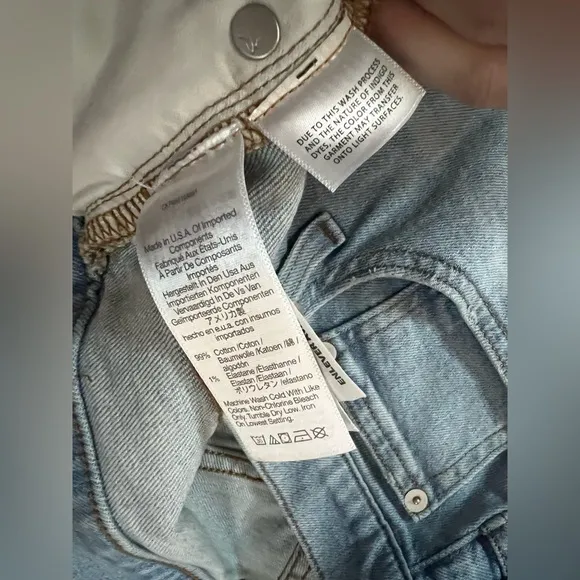 DUE TO THIS WASH PROCESS
AND THE NATURE OF INDIGO
DYES, THE COLOR FROM THIS
GARMENT MAY TRANSFER
ONTO LIGHT SURFACES.
Made in U.S.A. Of Imported
Components
Fabriqué Aux États-Unis
À Partir De Composants
Importés
Hergestellt In Den Usa Aus
Importierten Komponenten
Vervaardigd In De Vs Van
Geïmporteerde Componenten
アメリカ製
hecho en e.u.a. con insumos
importados
99% Cotton /Coton /
Baumwolle /Katoen /綿 /
algodón
1% Elastane /Élasthanne /
Elastan /Elastaan /
ポリウレタン /elastano
Machine Wash Cold With Like
Colors, Non-Chlorine Bleach
Only. Tumble Dry Low. Iron
On Lowest Setting.
EN LEVER